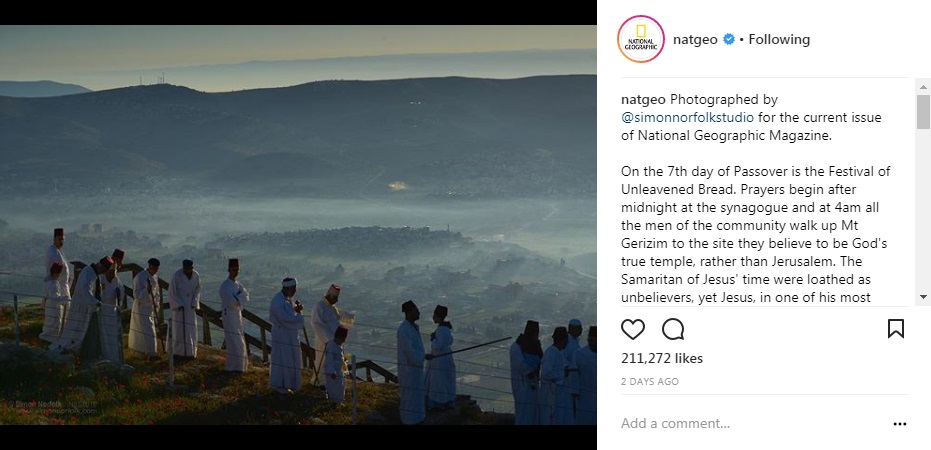 NATIONAL
GEOGRAPHIC
natgeo • Following
natgeo Photographed by
@simonnorfolkstudio for the current issue
of National Geographic Magazine.
On the 7th day of Passover is the Festival of
Unleavened Bread. Prayers begin after
midnight at the synagogue and at 4am all
the men of the community walk up Mt
Gerizim to the site they believe to be God's
true temple, rather than Jerusalem. The
Samaritan of Jesus' time were loathed as
unbelievers, yet Jesus, in one of his most
211,272 likes
2 DAYS AGO
Add a comment...
© Simon Norfolk